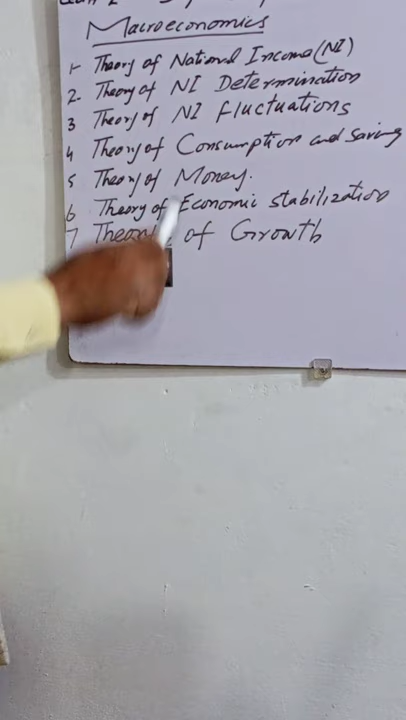 Macroeconomics
1- Theory of National Income (NI)
2- Theory of NI Determination
3 Theory of NI fluctuations
4 Theory of Consumption and Saving
5 Theory of Money.
6 Theory of Economic stabilization
7 of Growth